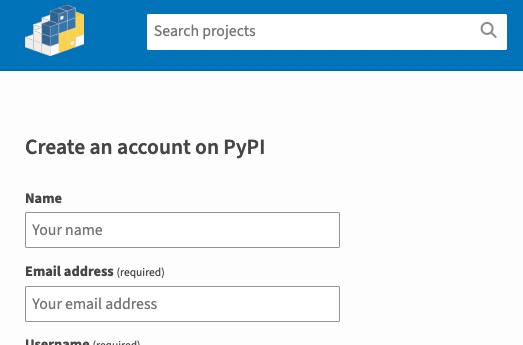 Search projects
Create an account on PyPI
Name
Your name
Email address (required)
Your email address
Username (required)